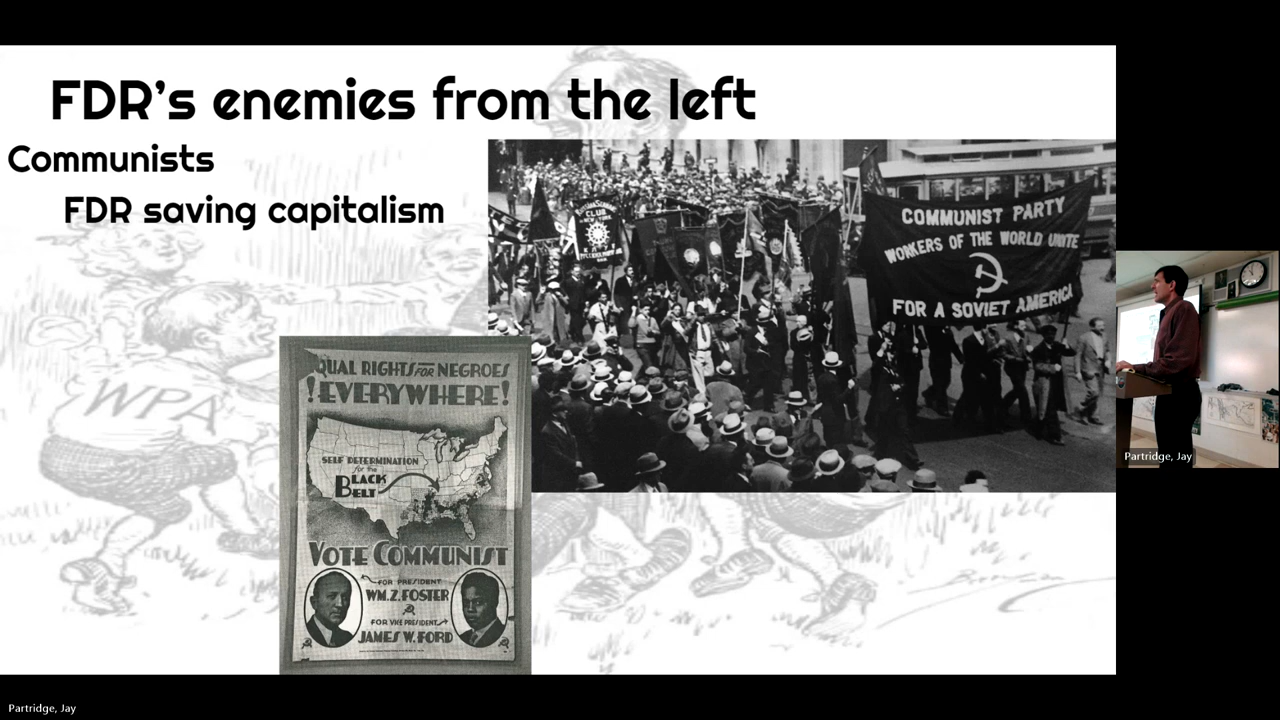 FDR's enemies from the left
Communists
FDR saving capitalism
CLUB
COMMUNIST PARTY
WORKERS OF THE WORLD UNITE
FOR A SOVIET AMERICA
QUAL RIGHTS FOR NEGROES
!EVERYWHERE!
SELF DETERMINATION
for the
BLACK
BELT
VOTE COMMUNIST
FOR PRESIDENT
WM. Z. FOSTER
FOR VICE PRESIDENT
JAMES W. FORD
WPA
Partridge, Jay
Partridge, Jay